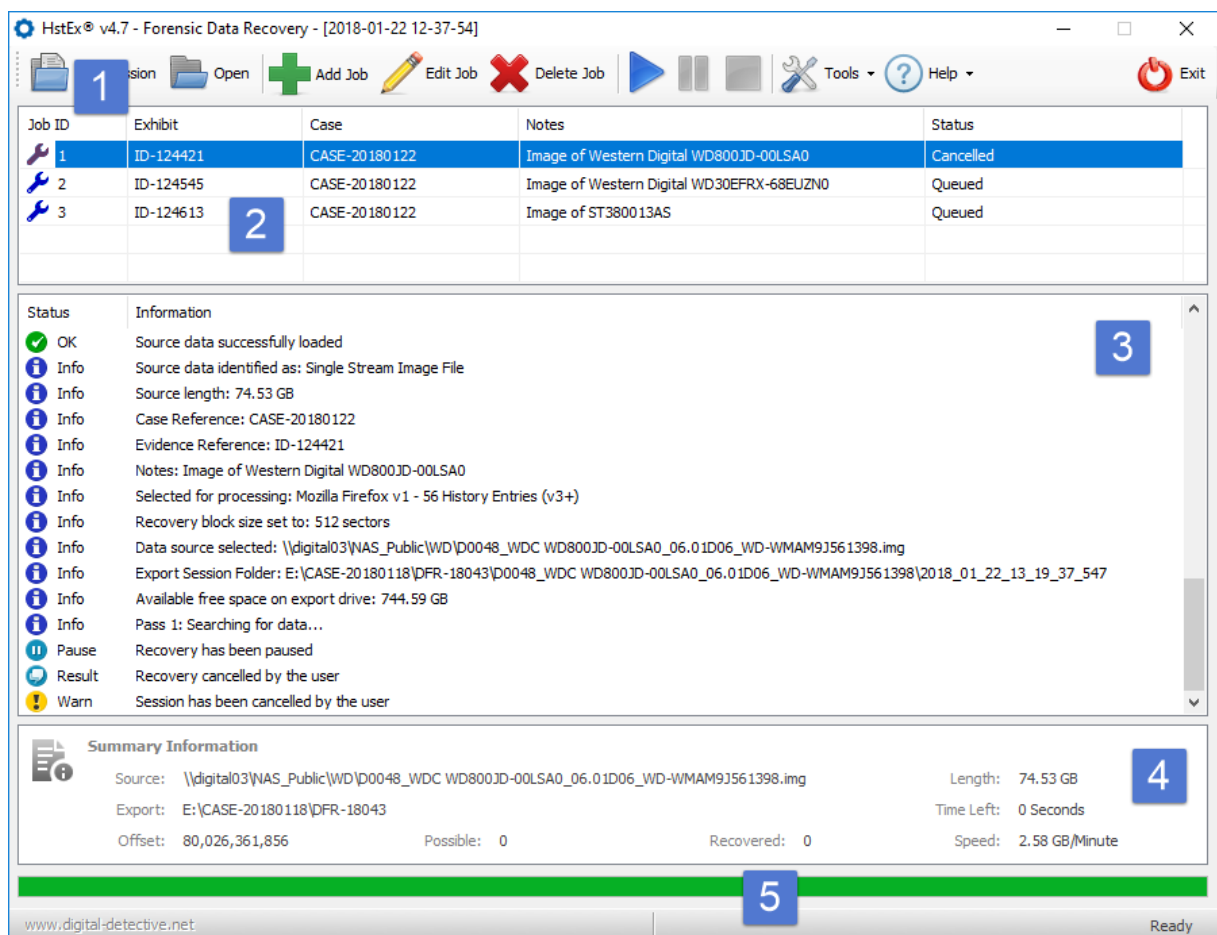 HstEx® v4.7 - Forensic Data Recovery - [2018-01-22 12-37-54]
1 Open Add Job Edit Job Delete Job Tools Help Exit
Job ID Exhibit Case Notes Status
1 ID-124421 CASE-20180122 Image of Western Digital WD800JD-00LSA0 Cancelled
2 ID-124545 CASE-20180122 Image of Western Digital WD30EFRX-68EUZN0 Queued
3 ID-124613 CASE-20180122 Image of ST380013AS Queued
2
Status Information
3
OK Source data successfully loaded
Info Source data identified as: Single Stream Image File
Info Source length: 74.53 GB
Info Case Reference: CASE-20180122
Info Evidence Reference: ID-124421
Info Notes: Image of Western Digital WD800JD-00LSA0
Info Selected for processing: Mozilla Firefox v1 - 56 History Entries (v3+)
Info Recovery block size set to: 512 sectors
Info Data source selected: \\digital03\NAS_Public\WD\D0048_WDC WD800JD-00LSA0_06.01D06_WD-WMAM9J561398.img
Info Export Session Folder: E:\CASE-20180118\DFR-18043\D0048_WDC WD800JD-00LSA0_06.01D06_WD-WMAM9J561398\2018_01_22_13_19_37_547
Info Available free space on export drive: 744.59 GB
Info Pass 1: Searching for data...
Pause Recovery has been paused
Result Recovery cancelled by the user
Warn Session has been cancelled by the user
Summary Information
Source: \\digital03\NAS_Public\WD\D0048_WDC WD800JD-00LSA0_06.01D06_WD-WMAM9J561398.img Length: 74.53 GB
4
Export: E:\CASE-20180118\DFR-18043 Time Left: 0 Seconds
Offset: 80,026,361,856 Possible: 0 Recovered: 0 Speed: 2.58 GB/Minute
5
www.digital-detective.net Ready